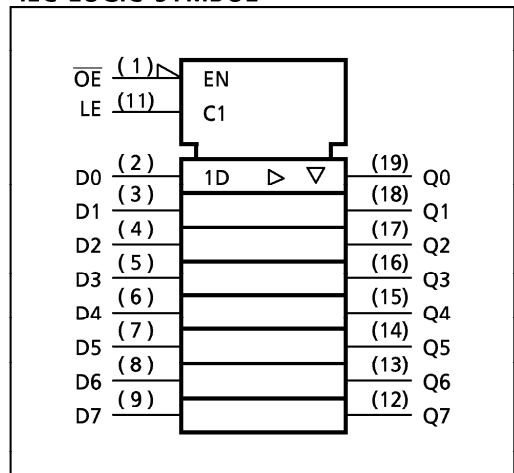 IEC LOGIC SYMBOL
OE (1) EN
LE (11) C1
D0 (2) 1D (19) Q0
D1 (3) (18) Q1
D2 (4) (17) Q2
D3 (5) (16) Q3
D4 (6) (15) Q4
D5 (7) (14) Q5
D6 (8) (13) Q6
D7 (9) (12) Q7